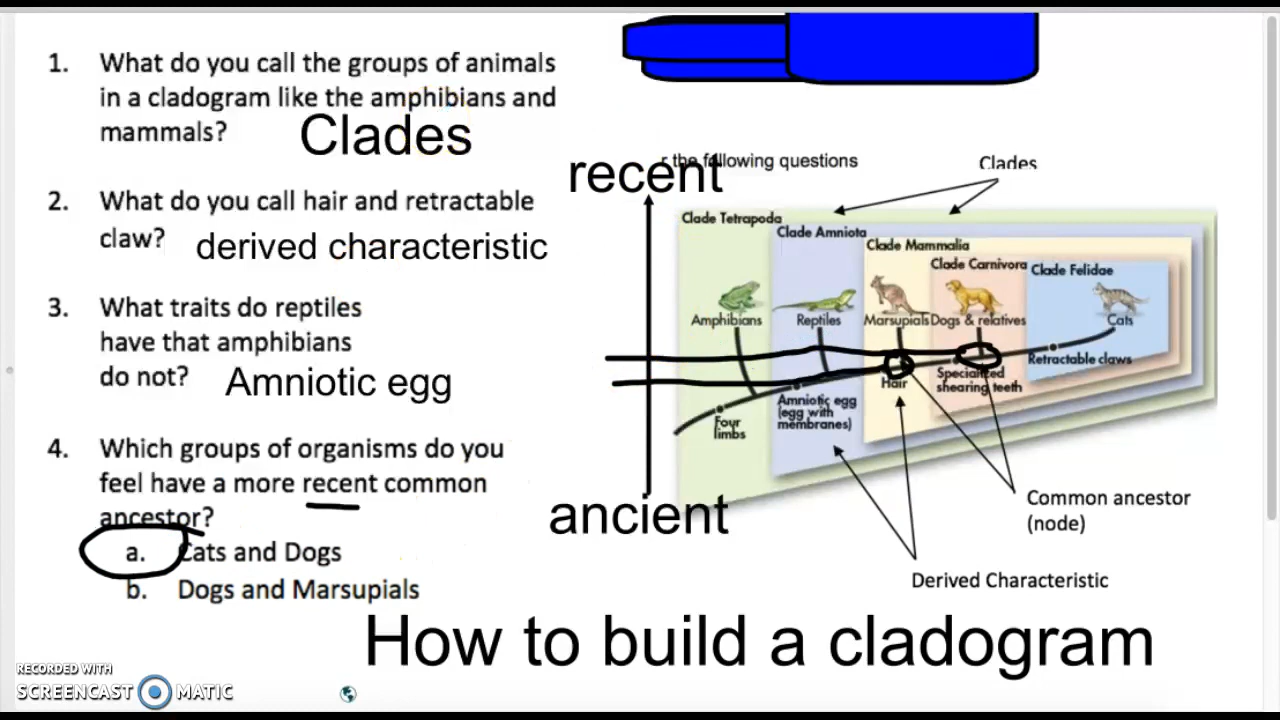 1. What do you call the groups of animals
in a cladogram like the amphibians and
mammals?
Clades
2. What do you call hair and retractable
claw?
derived characteristic
3. What traits do reptiles
have that amphibians
do not?
Amniotic egg
4. Which groups of organisms do you
feel have a more recent common
ancestor?
a. Cats and Dogs
b. Dogs and Marsupials
r the following questions
recent
Clades
Clade Tetrapoda
Clade Amniota
Clade Mammalia
Clade Carnivora
Clade Felidae
Amphibians
Reptiles
Marsupials
Dogs & relatives
Cats
Retractable claws
Specialized
shearing teeth
Hair
Amniotic egg
(egg with
membranes)
Four
limbs
ancient
Common ancestor
(node)
Derived Characteristic
How to build a cladogram
RECORDED WITH
SCREENCAST MATIC